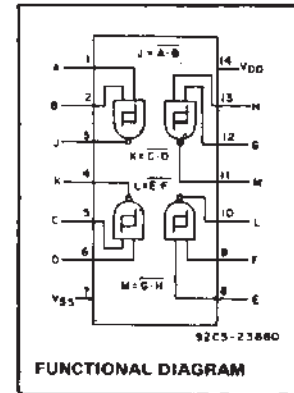 J = A·B
A 1
14 VDD
B 2
13 H
J 3
12 G
K = C·D
K 4
11 M
L = E·F
C 5
10 L
D 6
9 F
M = G·H
VSS 7
8 E
92CS-23880
FUNCTIONAL DIAGRAM